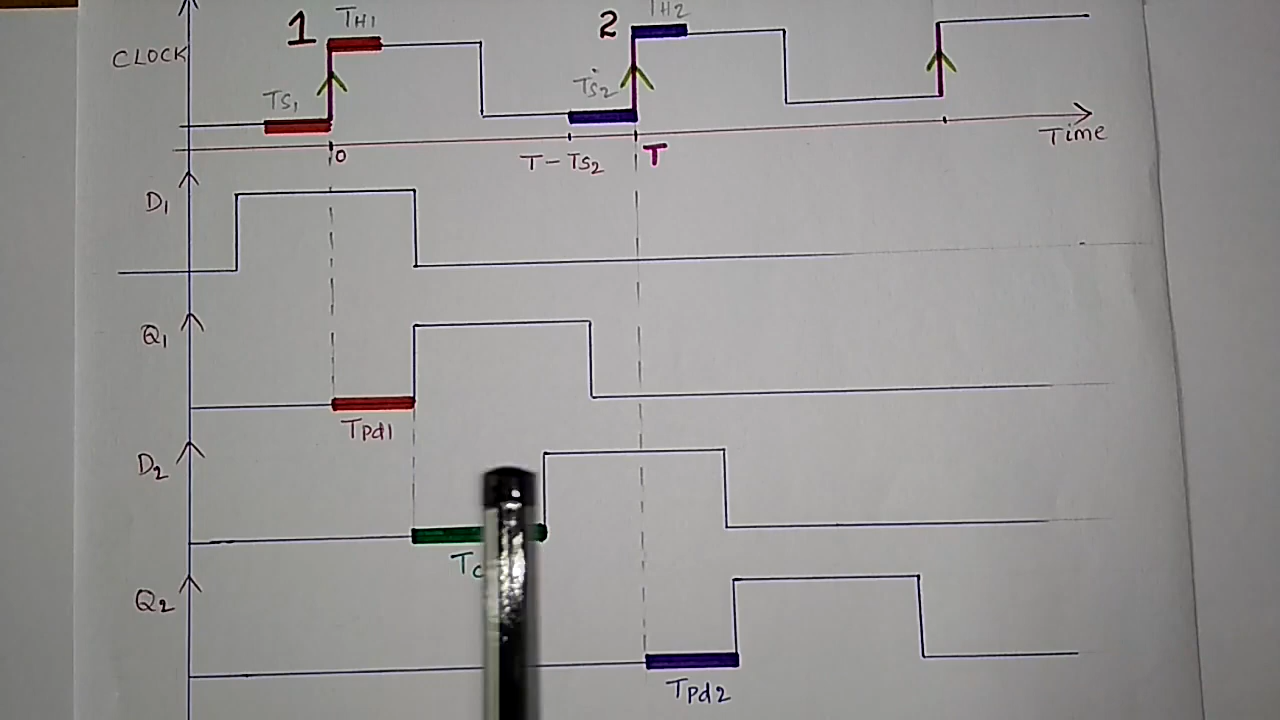 1 TH1 2 TH2
CLOCK
TS1 TS2
0 T-TS2 T Time
D1
Q1
Tpd1
D2
Q2
Tpd2